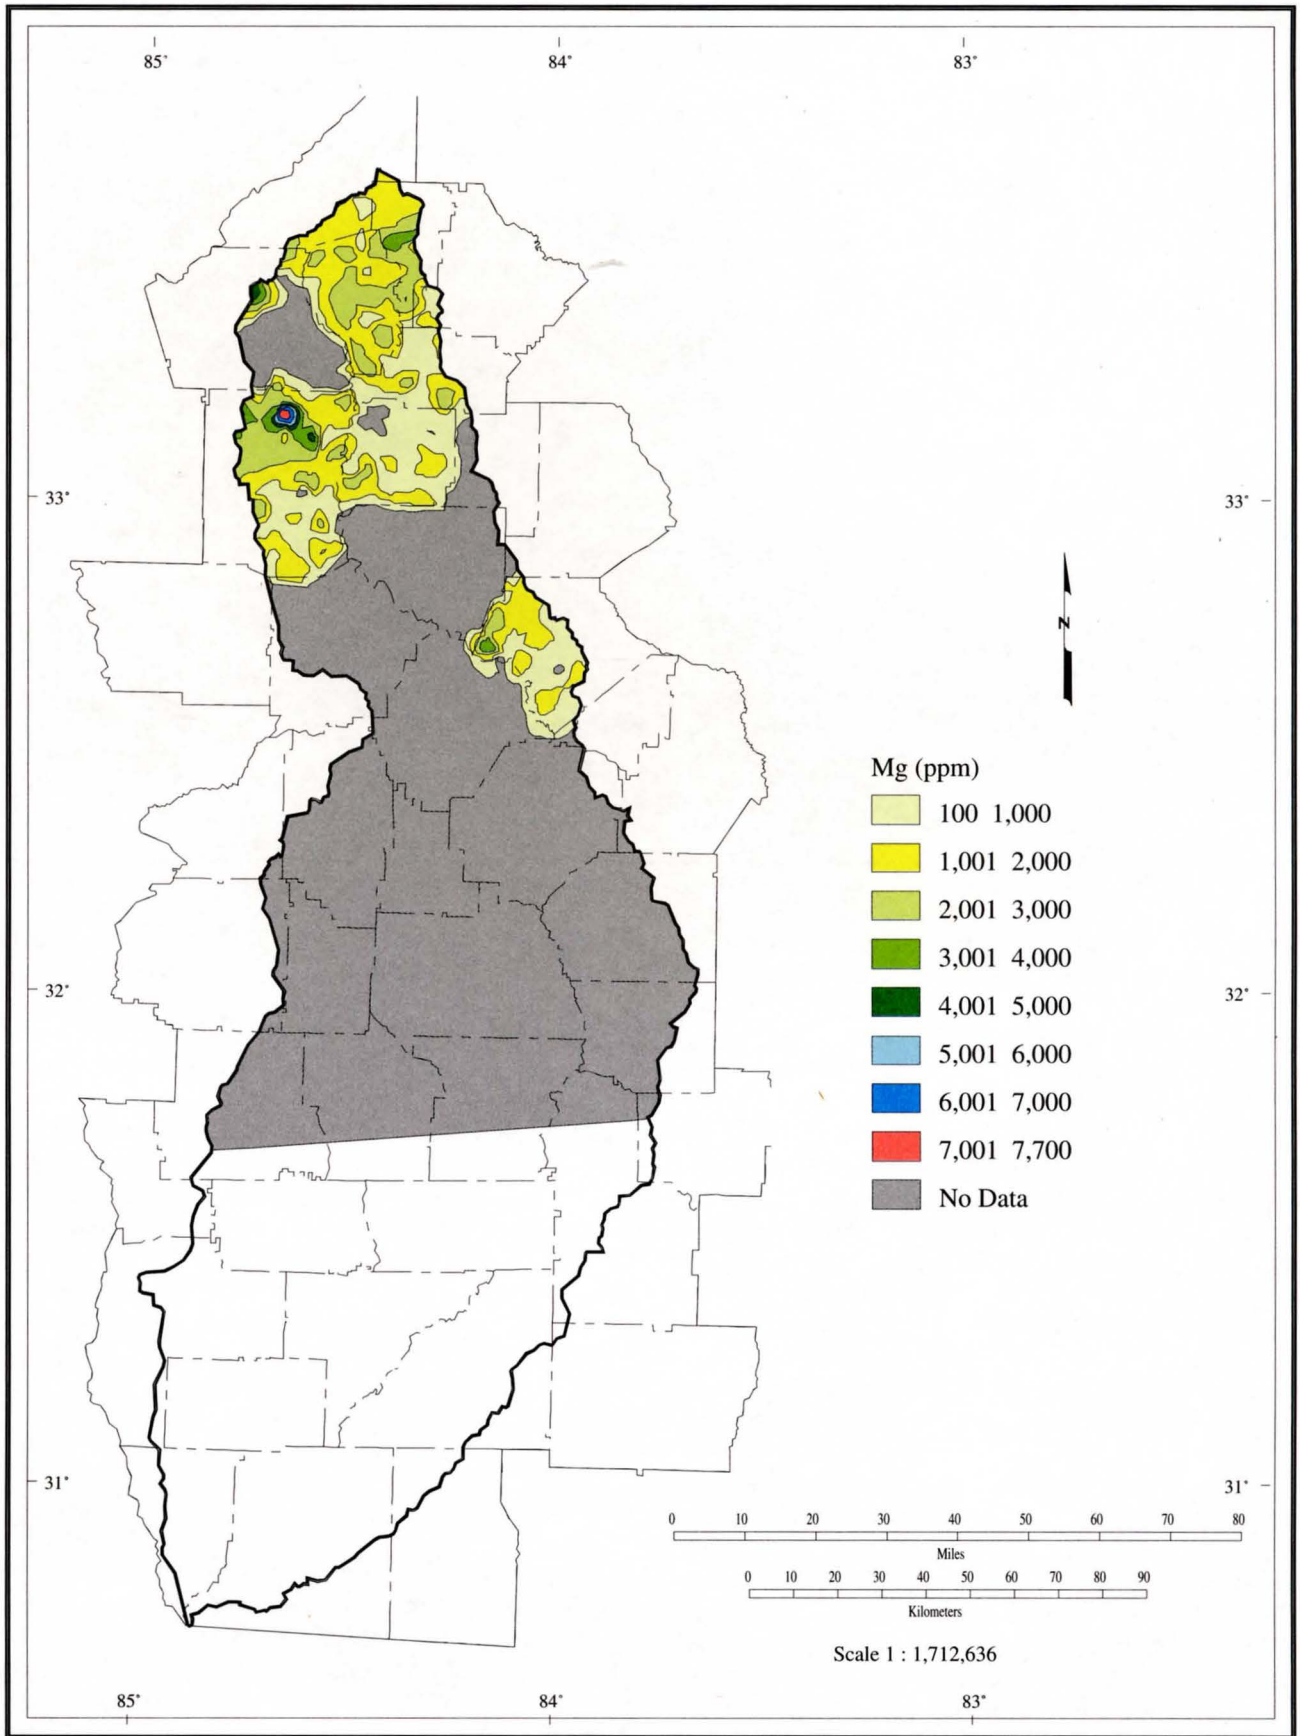 85° 84° 83°
33° 33°
N
Mg (ppm)
100 1,000
1,001 2,000
2,001 3,000
3,001 4,000
32° 32°
4,001 5,000
5,001 6,000
6,001 7,000
7,001 7,700
No Data
31° 31°
0 10 20 30 40 50 60 70 80
Miles
0 10 20 30 40 50 60 70 80 90
Kilometers
Scale 1 : 1,712,636
85° 84° 83°